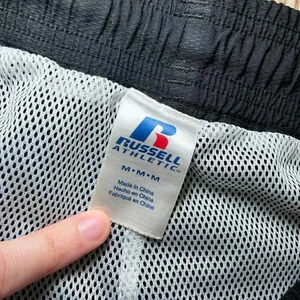 RUSSELL
ATHLETIC
M • M • M
Made in China
Hecho en China
Fabriqué en Chine